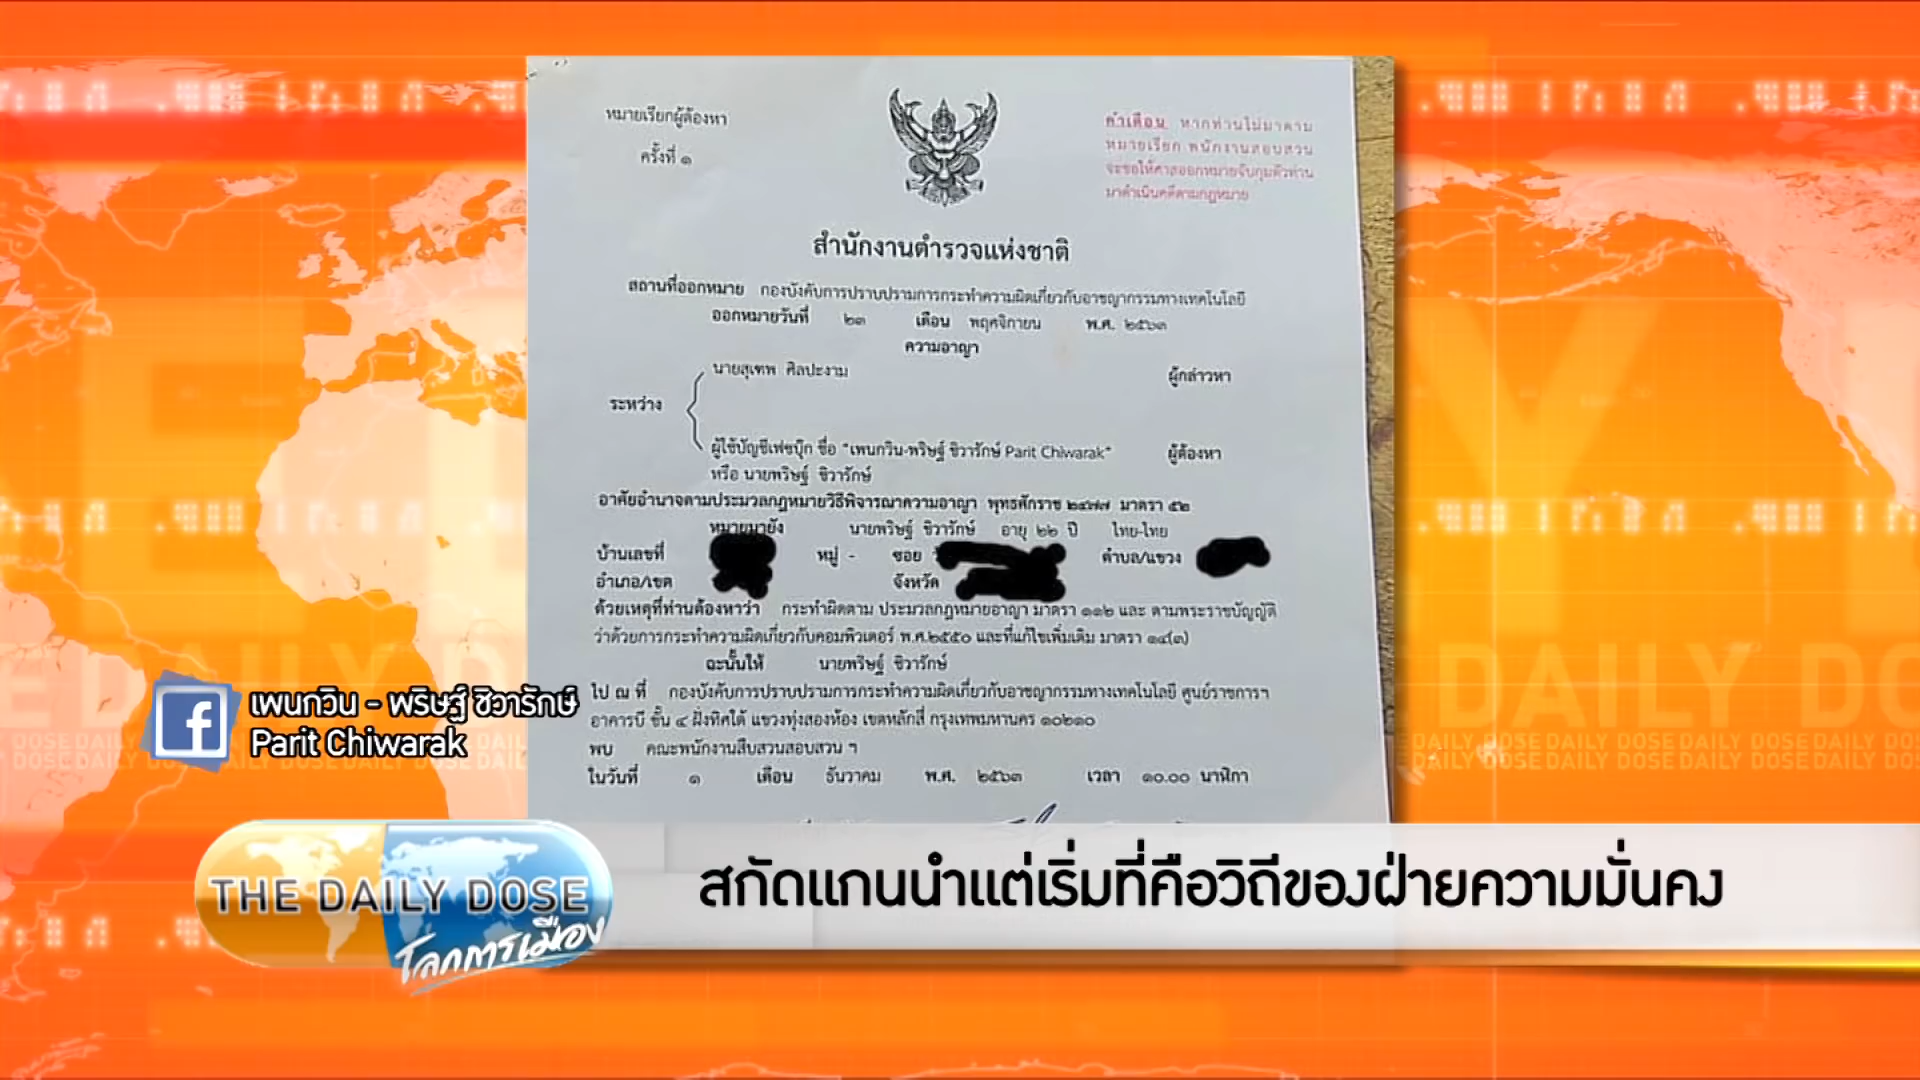 หมายเรียกผู้ต้องหา
ครั้งที่ ๑
คำเตือน หากท่านไม่มาตาม
หมายเรียก พนักงานสอบสวน
จะขอให้ศาลออกหมายจับกุมตัวท่าน
มาดำเนินคดีตามกฎหมาย
สำนักงานตำรวจแห่งชาติ
สถานที่ออกหมาย กองบังคับการปราบปรามการกระทำความผิดเกี่ยวกับอาชญากรรมทางเทคโนโลยี
ออกหมายวันที่ ๒๓ เดือน พฤศจิกายน พ.ศ. ๒๕๖๓
ความอาญา
นายสุเทพ ศิลปะงาม ผู้กล่าวหา
ระหว่าง
ผู้ใช้บัญชีเฟซบุ๊ก ชื่อ "เพนกวิน-พริษฐ์ ชิวารักษ์ Parit Chiwarak" ผู้ต้องหา
หรือ นายพริษฐ์ ชิวารักษ์
อาศัยอำนาจตามประมวลกฎหมายวิธีพิจารณาความอาญา พุทธศักราช ๒๔๗๗ มาตรา ๕๒
หมายมายัง นายพริษฐ์ ชิวารักษ์ อายุ ๒๒ ปี ไทย-ไทย
บ้านเลขที่ หมู่ - ซอย ตำบล/แขวง
อำเภอ/เขต จังหวัด
ด้วยเหตุที่ท่านต้องหาว่า กระทำผิดตาม ประมวลกฎหมายอาญา มาตรา ๑๑๒ และ ตามพระราชบัญญัติ
ว่าด้วยการกระทำความผิดเกี่ยวกับคอมพิวเตอร์ พ.ศ.๒๕๕๐ และที่แก้ไขเพิ่มเติม มาตรา ๑๔(๓)
ฉะนั้นให้ นายพริษฐ์ ชิวารักษ์
ไป ณ ที่ กองบังคับการปราบปรามการกระทำความผิดเกี่ยวกับอาชญากรรมทางเทคโนโลยี ศูนย์ราชการฯ
อาคารบี ชั้น ๔ ฝั่งทิศใต้ แขวงทุ่งสองห้อง เขตหลักสี่ กรุงเทพมหานคร ๑๐๒๑๐
พบ คณะพนักงานสืบสวนสอบสวน ฯ
ในวันที่ ๑ เดือน ธันวาคม พ.ศ. ๒๕๖๓ เวลา ๑๐.๐๐ นาฬิกา
เพนกวิน - พริษฐ์ ชิวารักษ์
Parit Chiwarak
THE DAILY DOSE
โลกการเมือง
สกัดแกนนำแต่เริ่มที่คือวิถีของฝ่ายความมั่นคง